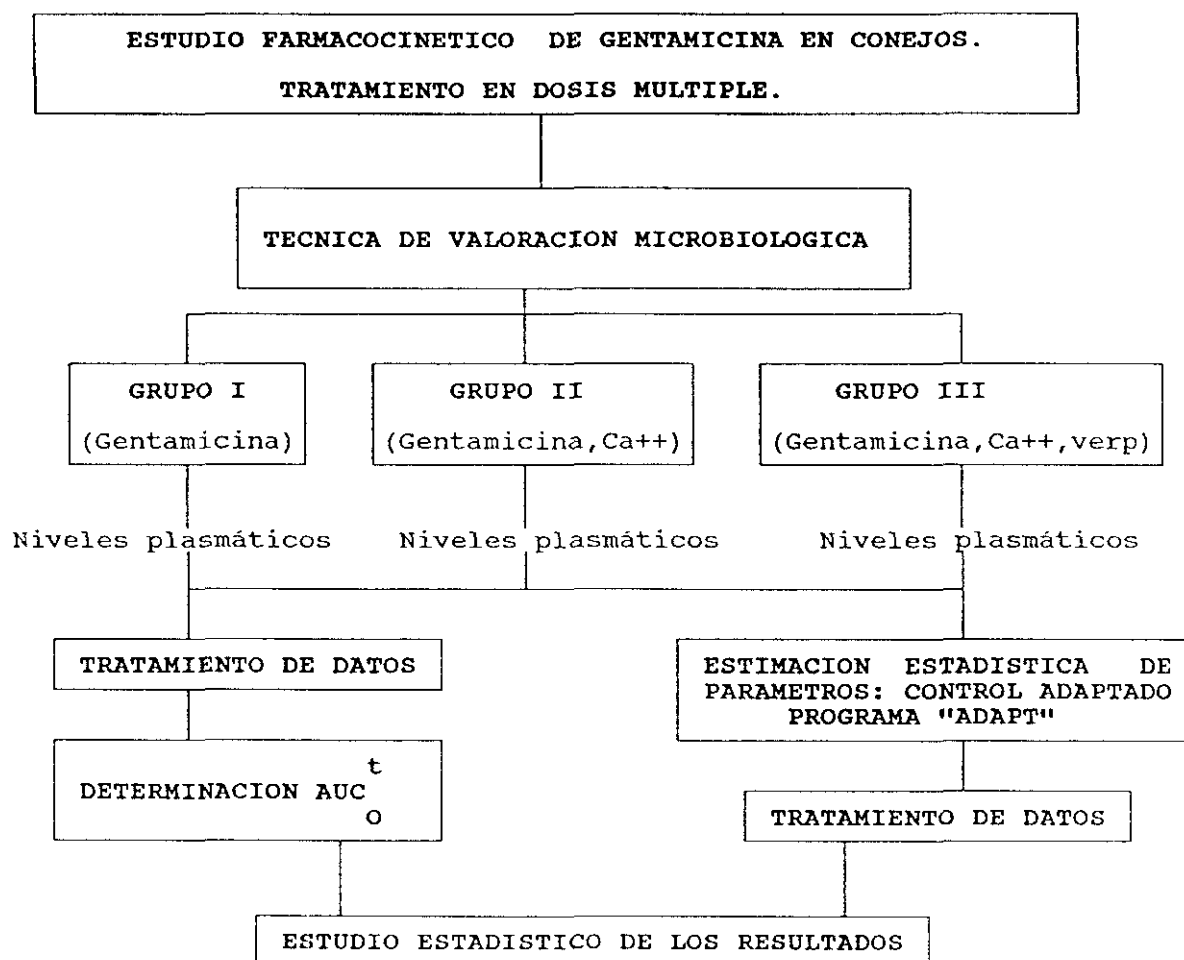 ESTUDIO FARMACOCINETICO DE GENTAMICINA EN CONEJOS.
TRATAMIENTO EN DOSIS MULTIPLE.
TECNICA DE VALORACION MICROBIOLOGICA
GRUPO I
(Gentamicina)
GRUPO II
(Gentamicina,Ca++)
GRUPO III
(Gentamicina,Ca++,verp)
Niveles plasmáticos
Niveles plasmáticos
Niveles plasmáticos
TRATAMIENTO DE DATOS
ESTIMACION ESTADISTICA DE
PARAMETROS: CONTROL ADAPTADO
PROGRAMA "ADAPT"
t
DETERMINACION AUC
o
TRATAMIENTO DE DATOS
ESTUDIO ESTADISTICO DE LOS RESULTADOS